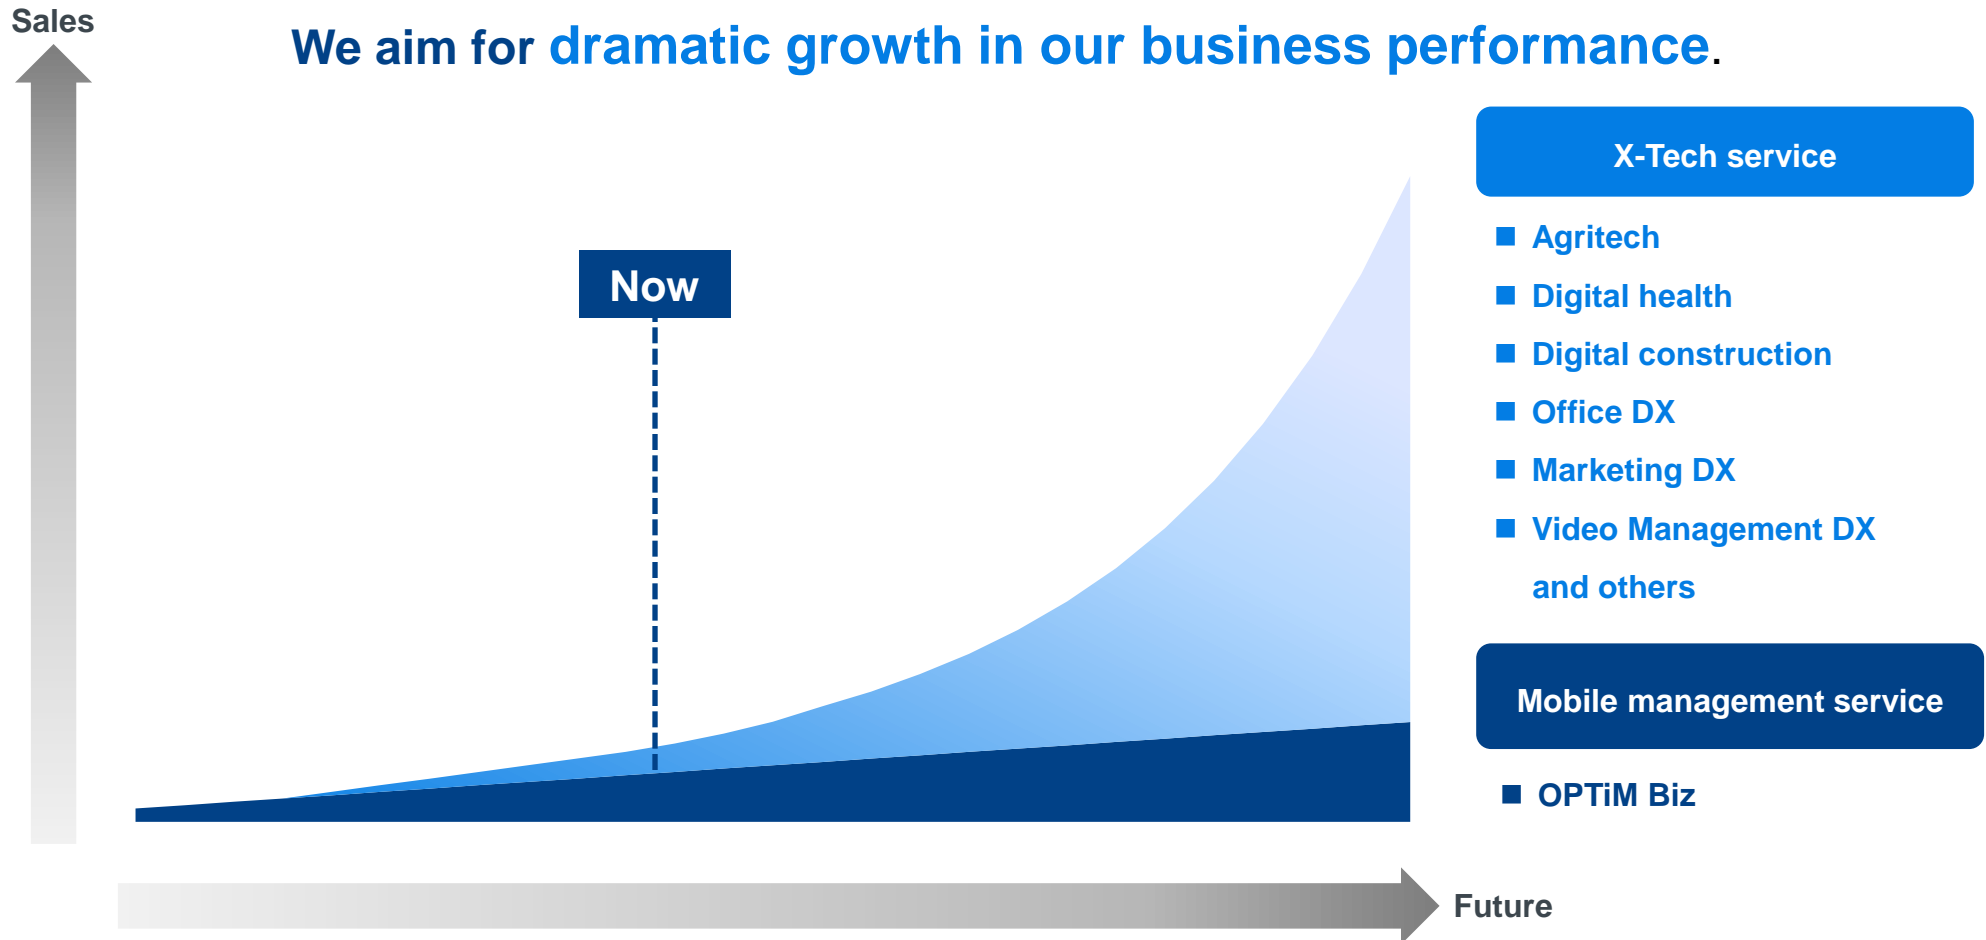 Sales
We aim for dramatic growth in our business performance.
Now
X-Tech service
Agritech
Digital health
Digital construction
Office DX
Marketing DX
Video Management DX
and others
Mobile management service
OPTiM Biz
Future